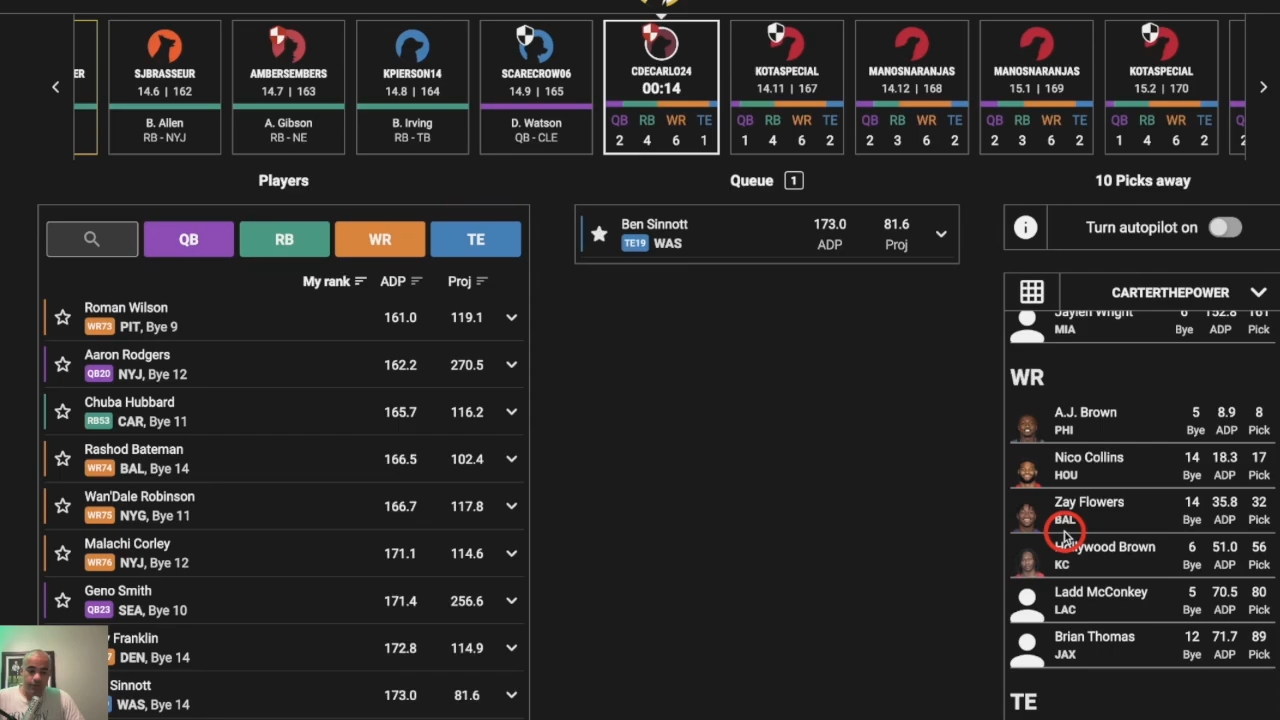 ER
SJBRASSEUR
14.6 | 162
B. Allen
RB - NYJ
AMBERSEMBERS
14.7 | 163
A. Gibson
RB - NE
KPIERSON14
14.8 | 164
B. Irving
RB - TB
SCARECROW06
14.9 | 165
D. Watson
QB - CLE
CDECARLO24
00:14
QB RB WR TE
2 4 6 1
KOTASPECIAL
14.11 | 167
QB RB WR TE
1 4 6 2
MANOSNARANJAS
14.12 | 168
QB RB WR TE
2 3 6 2
MANOSNARANJAS
15.1 | 169
QB RB WR TE
2 3 6 2
KOTASPECIAL
15.2 | 170
QB RB WR TE
1 4 6 2
Players
QB RB WR TE
My rank ADP Proj
Roman Wilson
WR73 PIT, Bye 9 161.0 119.1
Aaron Rodgers
QB20 NYJ, Bye 12 162.2 270.5
Chuba Hubbard
RB53 CAR, Bye 11 165.7 116.2
Rashod Bateman
WR74 BAL, Bye 14 166.5 102.4
Wan'Dale Robinson
WR75 NYG, Bye 11 166.7 117.8
Malachi Corley
WR76 NYJ, Bye 12 171.1 114.6
Geno Smith
QB23 SEA, Bye 10 171.4 256.6
Franklin
DEN, Bye 14 172.8 114.9
Sinnott
WAS, Bye 14 173.0 81.6
Queue 1
Ben Sinnott 173.0 81.6
TE19 WAS ADP Proj
10 Picks away
Turn autopilot on
CARTERTHEPOWER
Jaylen Wright 6 152.8 161
MIA Bye ADP Pick
WR
A.J. Brown 5 8.9 8
PHI Bye ADP Pick
Nico Collins 14 18.3 17
HOU Bye ADP Pick
Zay Flowers 14 35.8 32
BAL Bye ADP Pick
Hollywood Brown 6 51.0 56
KC Bye ADP Pick
Ladd McConkey 5 70.5 80
LAC Bye ADP Pick
Brian Thomas 12 71.7 89
JAX Bye ADP Pick
TE